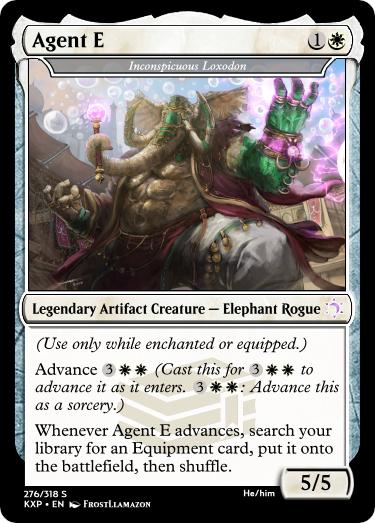 Agent E
1
Inconspicuous Loxodon
Legendary Artifact Creature — Elephant Rogue
(Use only while enchanted or equipped.)
Advance 3 (Cast this for 3 to
advance it as it enters. 3: Advance this
as a sorcery.)
Whenever Agent E advances, search your
library for an Equipment card, put it onto
the battlefield, then shuffle.
5/5
276/318 S
He/him
KXP • EN FrostLlamazon